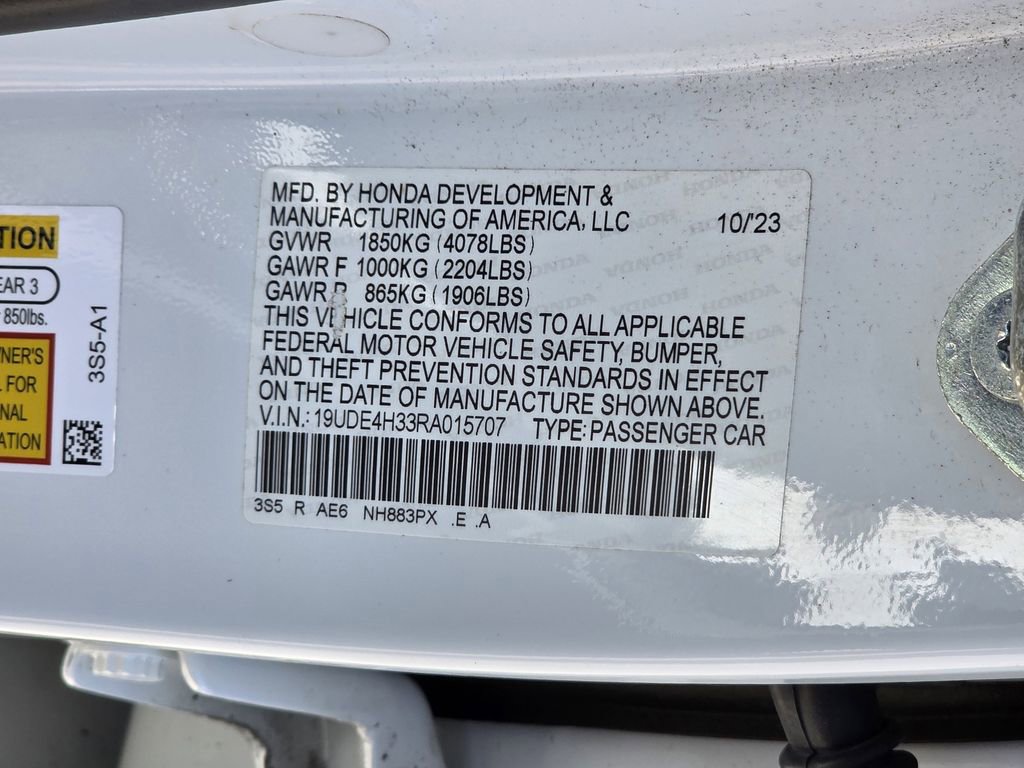 TION
EAR 3
850lbs.
NER'S
FOR
NAL
ATION
3S5-A1
MFD. BY HONDA DEVELOPMENT &
MANUFACTURING OF AMERICA, LLC 10/'23
GVWR 1850KG (4078LBS)
GAWR F 1000KG (2204LBS)
GAWR R 865KG (1906LBS)
THIS VEHICLE CONFORMS TO ALL APPLICABLE
FEDERAL MOTOR VEHICLE SAFETY, BUMPER,
AND THEFT PREVENTION STANDARDS IN EFFECT
ON THE DATE OF MANUFACTURE SHOWN ABOVE.
V.I.N.: 19UDE4H33RA015707 TYPE: PASSENGER CAR
3S5 R AE6 NH883PX .E .A